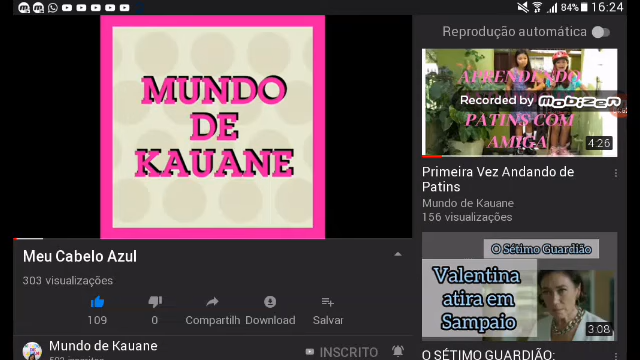 84% 16:24
MUNDO
DE
KAUANE
Meu Cabelo Azul
303 visualizações
109
0
Compartilh
Download
Salvar
Mundo de Kauane
INSCRITO
Reprodução automática
APRENDENDO
Recorded by mobizen
PATINS COM
AMIGA
4:26
Primeira Vez Andando de
Patins
Mundo de Kauane
156 visualizações
O Sétimo Guardião
Valentina
atira em
Sampaio
3:08
O SÉTIMO GUARDIÃO: